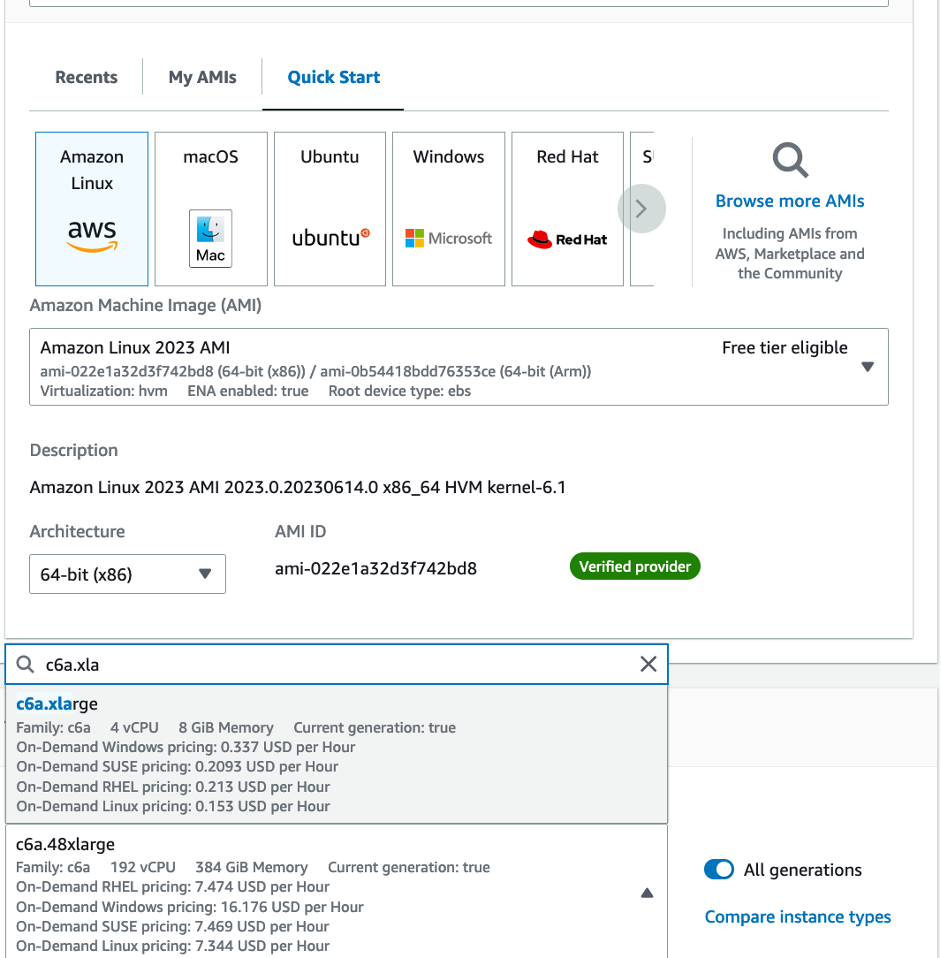 Recents
My AMIs
Quick Start
Amazon
Linux
aws
macOS
Mac
Ubuntu
ubuntu
Windows
Microsoft
Red Hat
Red Hat
Browse more AMIs
Including AMIs from
AWS, Marketplace and
the Community
Amazon Machine Image (AMI)
Amazon Linux 2023 AMI
Free tier eligible
ami-022e1a32d3f742bd8 (64-bit (x86)) / ami-0b54418bdd76353ce (64-bit (Arm))
Virtualization: hvm ENA enabled: true Root device type: ebs
Description
Amazon Linux 2023 AMI 2023.0.20230614.0 x86_64 HVM kernel-6.1
Architecture
AMI ID
64-bit (x86)
ami-022e1a32d3f742bd8
Verified provider
c6a.xla
c6a.xlarge
Family: c6a 4 vCPU 8 GiB Memory Current generation: true
On-Demand Windows pricing: 0.337 USD per Hour
On-Demand SUSE pricing: 0.2093 USD per Hour
On-Demand RHEL pricing: 0.213 USD per Hour
On-Demand Linux pricing: 0.153 USD per Hour
c6a.48xlarge
Family: c6a 192 vCPU 384 GiB Memory Current generation: true
On-Demand RHEL pricing: 7.474 USD per Hour
On-Demand Windows pricing: 16.176 USD per Hour
On-Demand SUSE pricing: 7.469 USD per Hour
On-Demand Linux pricing: 7.344 USD per Hour
All generations
Compare instance types